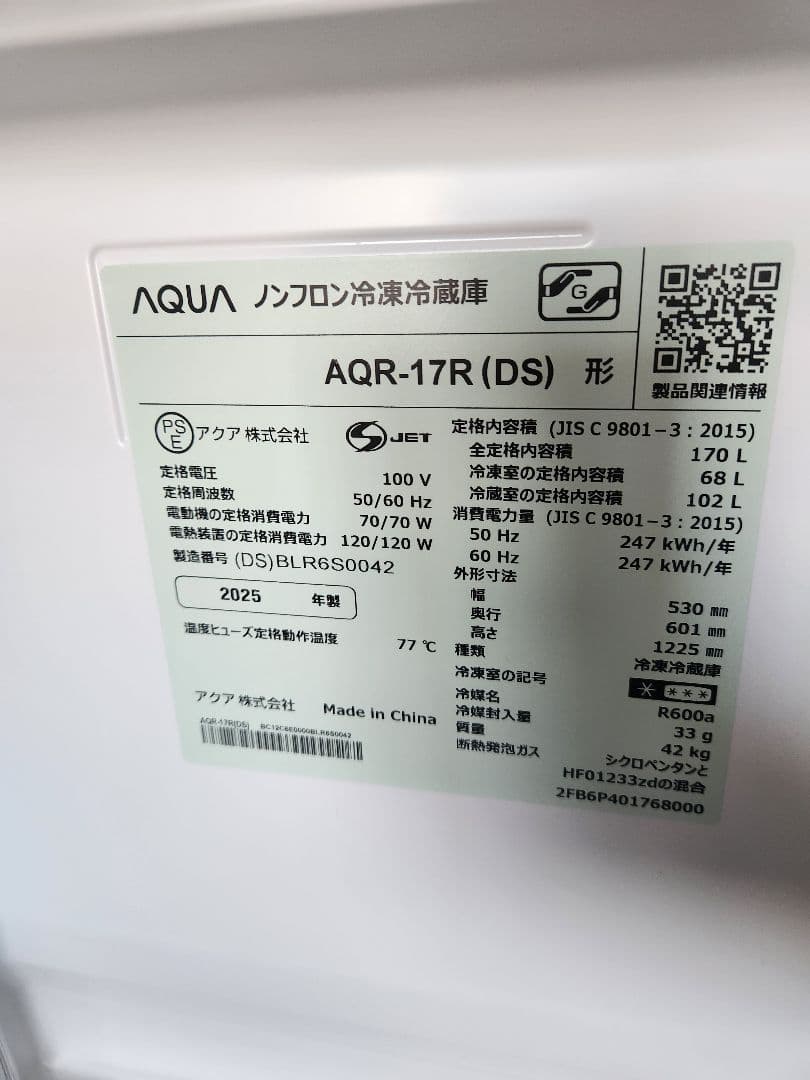 AQUA ノンフロン冷凍冷蔵庫
G
AQR-17R(DS) 形
製品関連情報
PS
E
アクア 株式会社
S JET
定格電圧 100 V
定格周波数 50/60 Hz
電動機の定格消費電力 70/70 W
電熱装置の定格消費電力 120/120 W
製造番号 (DS)BLR6S0042
2025 年製
温度ヒューズ定格動作温度 77 ℃
アクア 株式会社 Made in China
AQR-17R(DS) BC12C6E0000BLR6S0042
定格内容積 (JIS C 9801−3 : 2015)
全定格内容積 170 L
冷凍室の定格内容積 68 L
冷蔵室の定格内容積 102 L
消費電力量 (JIS C 9801−3 : 2015)
50 Hz 247 kWh/年
60 Hz 247 kWh/年
外形寸法
幅 530 mm
奥行 601 mm
高さ 1225 mm
種類 冷凍冷蔵庫
冷凍室の記号 * ***
冷媒名 R600a
冷媒封入量 33 g
質量 42 kg
断熱発泡ガス シクロペンタンと
HFO1233zdの混合
2FB6P401768000